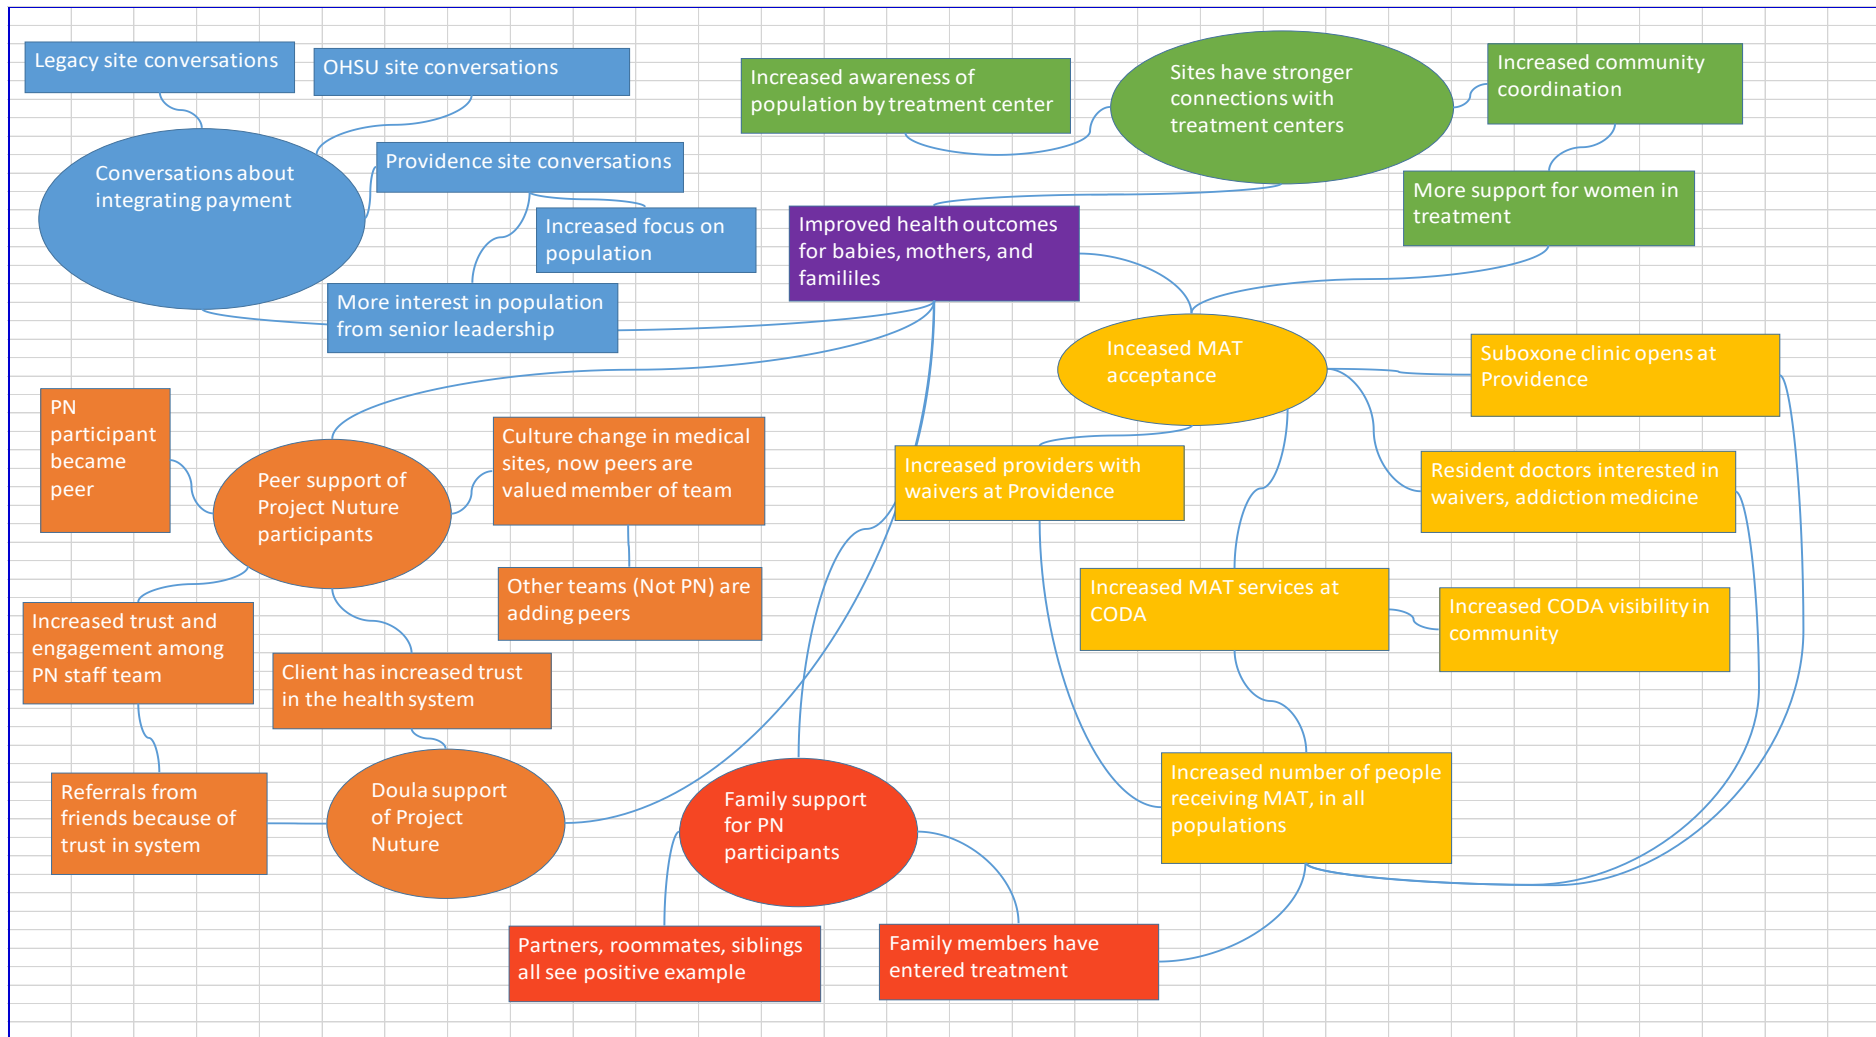 Legacy site conversations
OHSU site conversations
Conversations about
integrating payment
Providence site conversations
Increased focus on
population
More interest in population
from senior leadership
Increased awareness of
population by treatment center
Sites have stronger
connections with
treatment centers
Increased community
coordination
More support for women in
treatment
Improved health outcomes
for babies, mothers, and
famililes
Inceased MAT
acceptance
Suboxone clinic opens at
Providence
Resident doctors interested in
waivers, addiction medicine
Increased providers with
waivers at Providence
Increased MAT services at
CODA
Increased CODA visibility in
community
Increased number of people
receiving MAT, in all
populations
PN
participant
became
peer
Peer support of
Project Nuture
participants
Culture change in medical
sites, now peers are
valued member of team
Other teams (Not PN) are
adding peers
Increased trust and
engagement among
PN staff team
Client has increased trust
in the health system
Referrals from
friends because of
trust in system
Doula support
of Project
Nuture
Family support
for PN
participants
Partners, roommates, siblings
all see positive example
Family members have
entered treatment